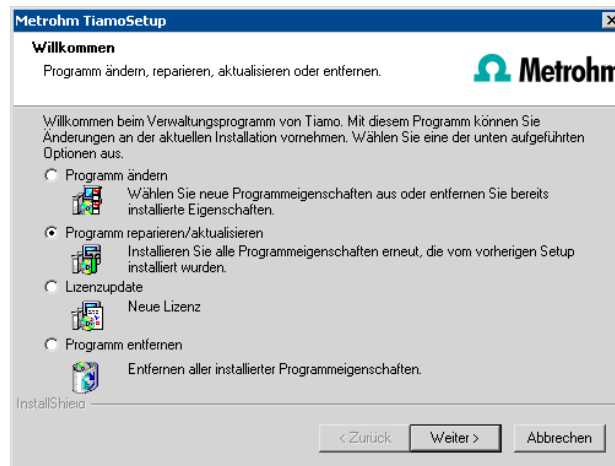 Metrohm TiamoSetup
Willkommen
Programm ändern, reparieren, aktualisieren oder entfernen.
Metrohm
Willkommen beim Verwaltungsprogramm von Tiamo. Mit diesem Programm können Sie
Änderungen an der aktuellen Installation vornehmen. Wählen Sie eine der unten aufgeführten
Optionen aus.
Programm ändern
Wählen Sie neue Programmeigenschaften aus oder entfernen Sie bereits
installierte Eigenschaften.
Programm reparieren/aktualisieren
Installieren Sie alle Programmeigenschaften erneut, die vom vorherigen Setup
installiert wurden.
Lizenzupdate
Neue Lizenz
Programm entfernen
Entfernen aller installierter Programmeigenschaften.
InstallShield
< Zurück Weiter > Abbrechen